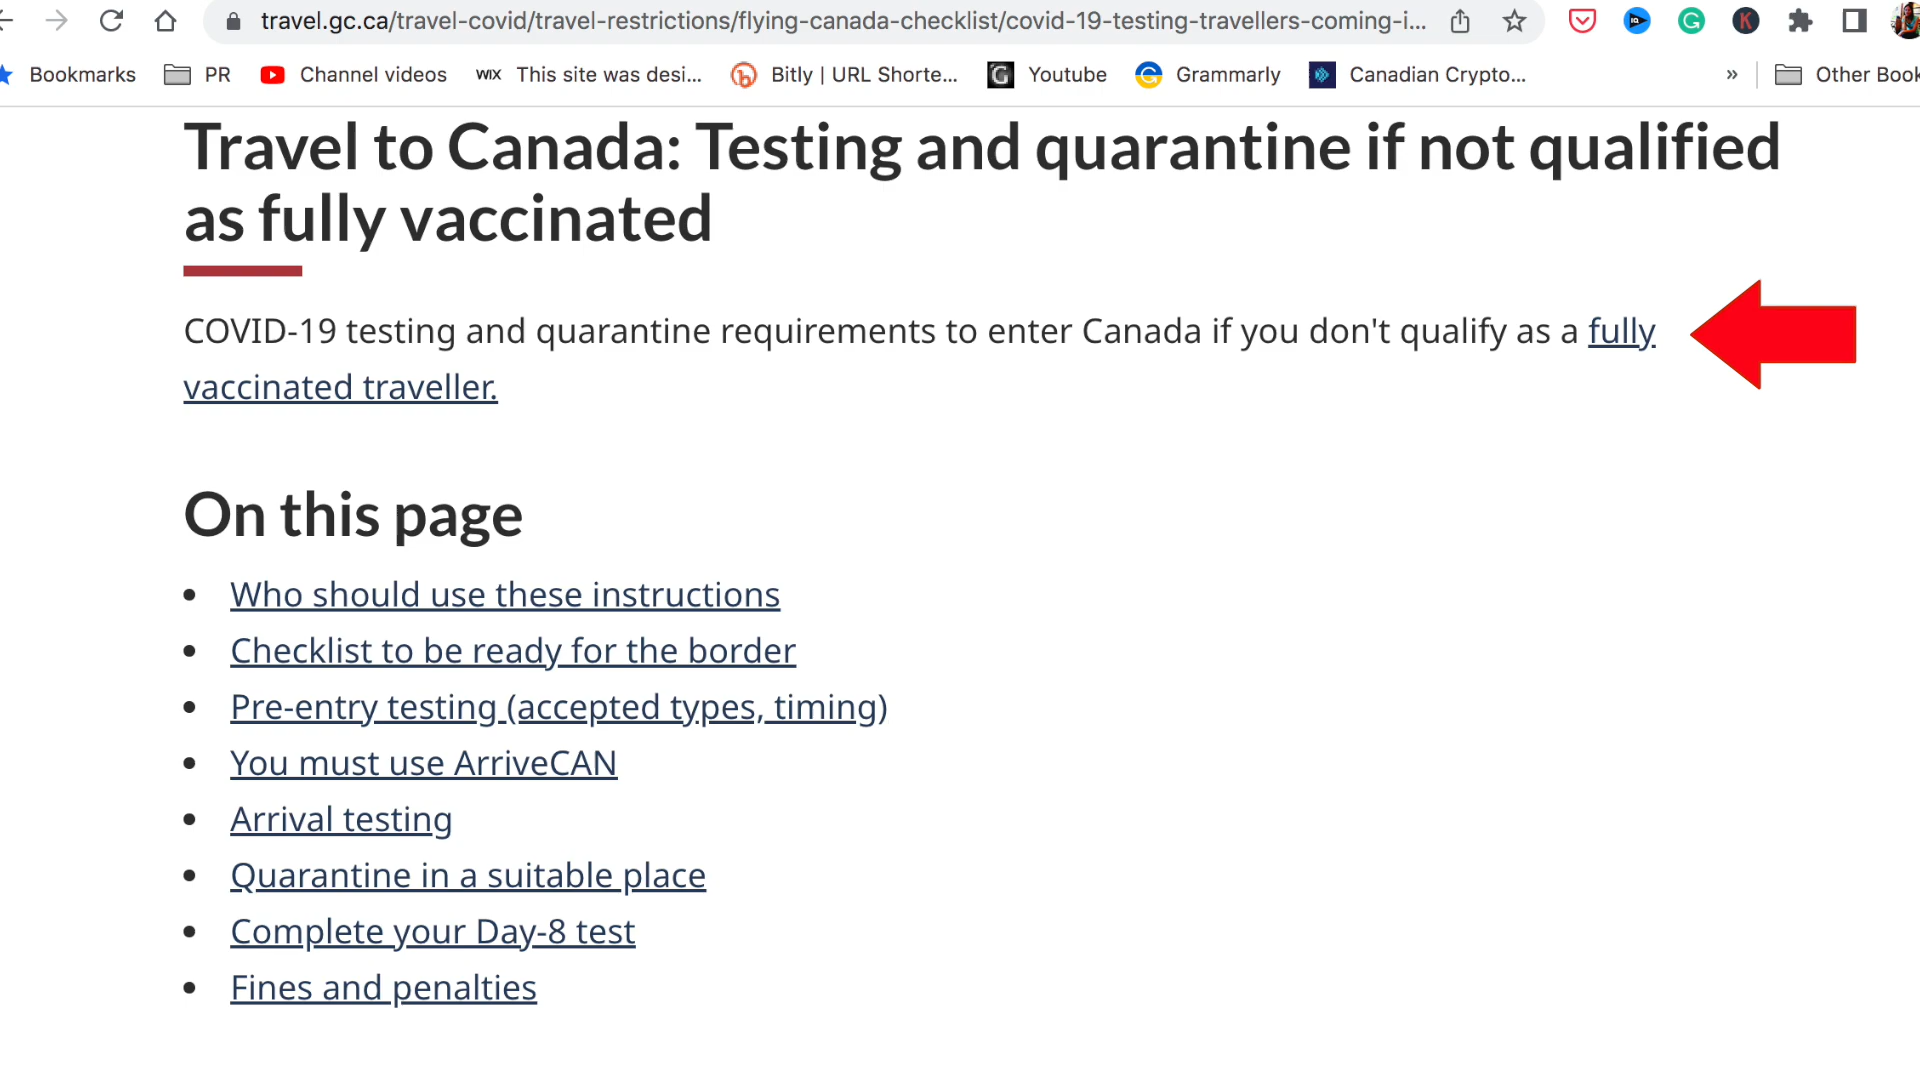 travel.gc.ca/travel-covid/travel-restrictions/flying-canada-checklist/covid-19-testing-travellers-coming-i...
Bookmarks PR Channel videos WIX This site was desi... Bitly | URL Shorte... Youtube Grammarly Canadian Crypto... » Other Book
Travel to Canada: Testing and quarantine if not qualified
as fully vaccinated
COVID-19 testing and quarantine requirements to enter Canada if you don't qualify as a fully
vaccinated traveller.
On this page
• Who should use these instructions
• Checklist to be ready for the border
• Pre-entry testing (accepted types, timing)
• You must use ArriveCAN
• Arrival testing
• Quarantine in a suitable place
• Complete your Day-8 test
• Fines and penalties